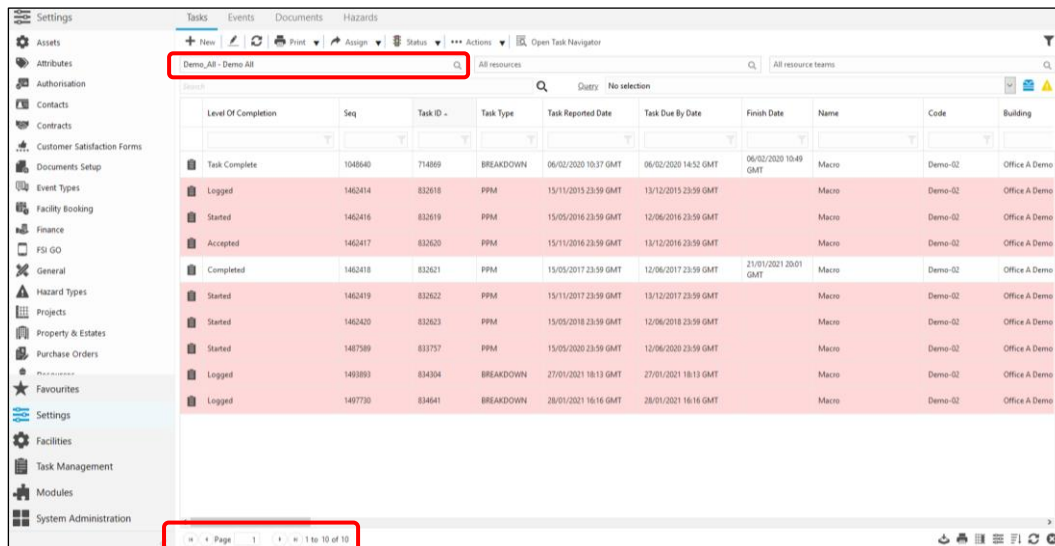 Settings
Tasks Events Documents Hazards
Assets
Attributes
Authorisation
Contacts
Contracts
Customer Satisfaction Forms
Documents Setup
Event Types
Facility Booking
Finance
FSI GO
General
Hazard Types
Projects
Property & Estates
Purchase Orders
Resources
Favourites
Settings
Facilities
Task Management
Modules
System Administration
New Print Assign Status ••• Actions Open Task Navigator
Demo_All - Demo All All resources All resource teams
Search Query No selection
Level Of Completion Seq Task ID Task Type Task Reported Date Task Due By Date Finish Date Name Code Building
Task Complete 1048640 714869 BREAKDOWN 06/02/2020 10:37 GMT 06/02/2020 14:52 GMT 06/02/2020 10:49 GMT Macro Demo-02 Office A Demo
Logged 1462414 832618 PPM 15/11/2015 23:59 GMT 13/12/2015 23:59 GMT Macro Demo-02 Office A Demo
Started 1462416 832619 PPM 15/05/2016 23:59 GMT 12/06/2016 23:59 GMT Macro Demo-02 Office A Demo
Accepted 1462417 832620 PPM 15/11/2016 23:59 GMT 13/12/2016 23:59 GMT Macro Demo-02 Office A Demo
Completed 1462418 832621 PPM 15/05/2017 23:59 GMT 12/06/2017 23:59 GMT 21/01/2021 20:01 GMT Macro Demo-02 Office A Demo
Started 1462419 832622 PPM 15/11/2017 23:59 GMT 13/12/2017 23:59 GMT Macro Demo-02 Office A Demo
Started 1462420 832623 PPM 15/05/2018 23:59 GMT 12/06/2018 23:59 GMT Macro Demo-02 Office A Demo
Started 1487589 833757 PPM 15/05/2020 23:59 GMT 12/06/2020 23:59 GMT Macro Demo-02 Office A Demo
Logged 1493893 834304 BREAKDOWN 27/01/2021 18:13 GMT 27/01/2021 18:13 GMT Macro Demo-02 Office A Demo
Logged 1497730 834641 BREAKDOWN 28/01/2021 16:16 GMT 28/01/2021 16:16 GMT Macro Demo-02 Office A Demo
Page 1 1 to 10 of 10